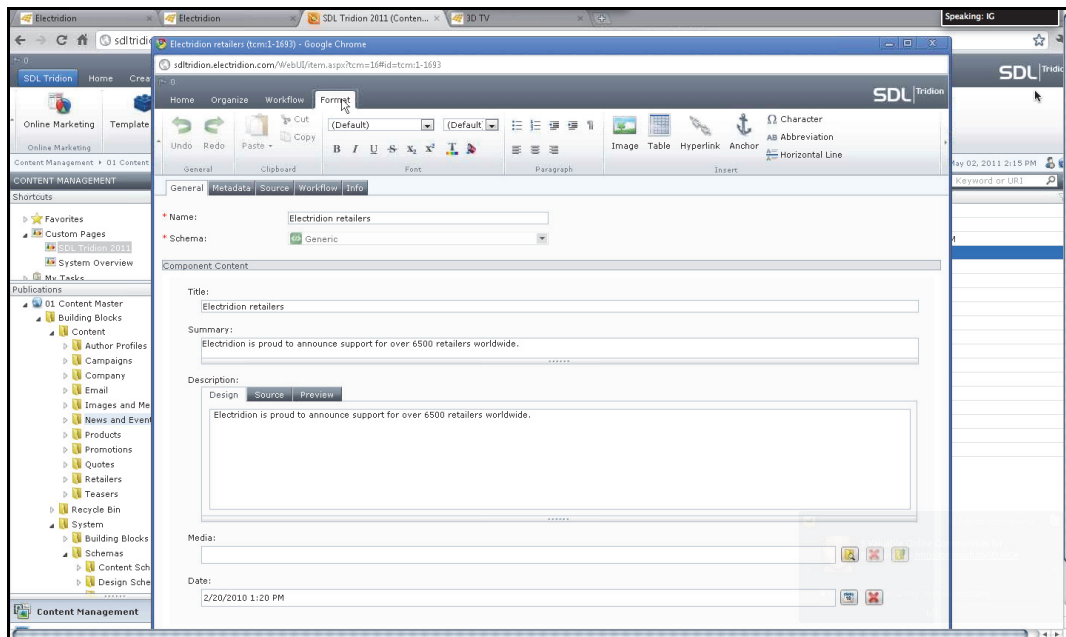 Electridion
Electridion
SDL Tridion 2011 (Conten...
3D TV
Speaking: IG
sdltridi
Electridion retailers (tcm:1-1693) - Google Chrome
sdltridion.electridion.com/WebUI/item.aspx?tcm=16#id=tcm:1-1693
SDL Tridion Home Crea
SDL Tridic
Home Organize Workflow Format
SDL Tridion
Online Marketing Template
Online Marketing
Undo Redo
General
Paste
Cut
Copy
Clipboard
(Default) (Default
B I U S X₂ X² T
Font
Paragraph
Image Table Hyperlink Anchor
Ω Character
AB Abbreviation
Horizontal Line
Insert
Content Management 01 Content
May 02, 2011 2:15 PM
CONTENT MANAGEMENT
Keyword or URI
General Metadata Source Workflow Info
Shortcuts
Favorites
Custom Pages
SDL Tridion 2011
System Overview
My Tasks
Publications
01 Content Master
Building Blocks
Content
Author Profiles
Campaigns
Company
Email
Images and Me
News and Event
Products
Promotions
Quotes
Retailers
Teasers
Recycle Bin
System
Building Blocks
Schemas
Content Sch
Design Sche
Content Management
* Name: Electridion retailers
* Schema: Generic
Component Content
Title:
Electridion retailers
Summary:
Electridion is proud to announce support for over 6500 retailers worldwide.
Description:
Design Source Preview
Electridion is proud to announce support for over 6500 retailers worldwide.
Media:
Date:
2/20/2010 1:20 PM